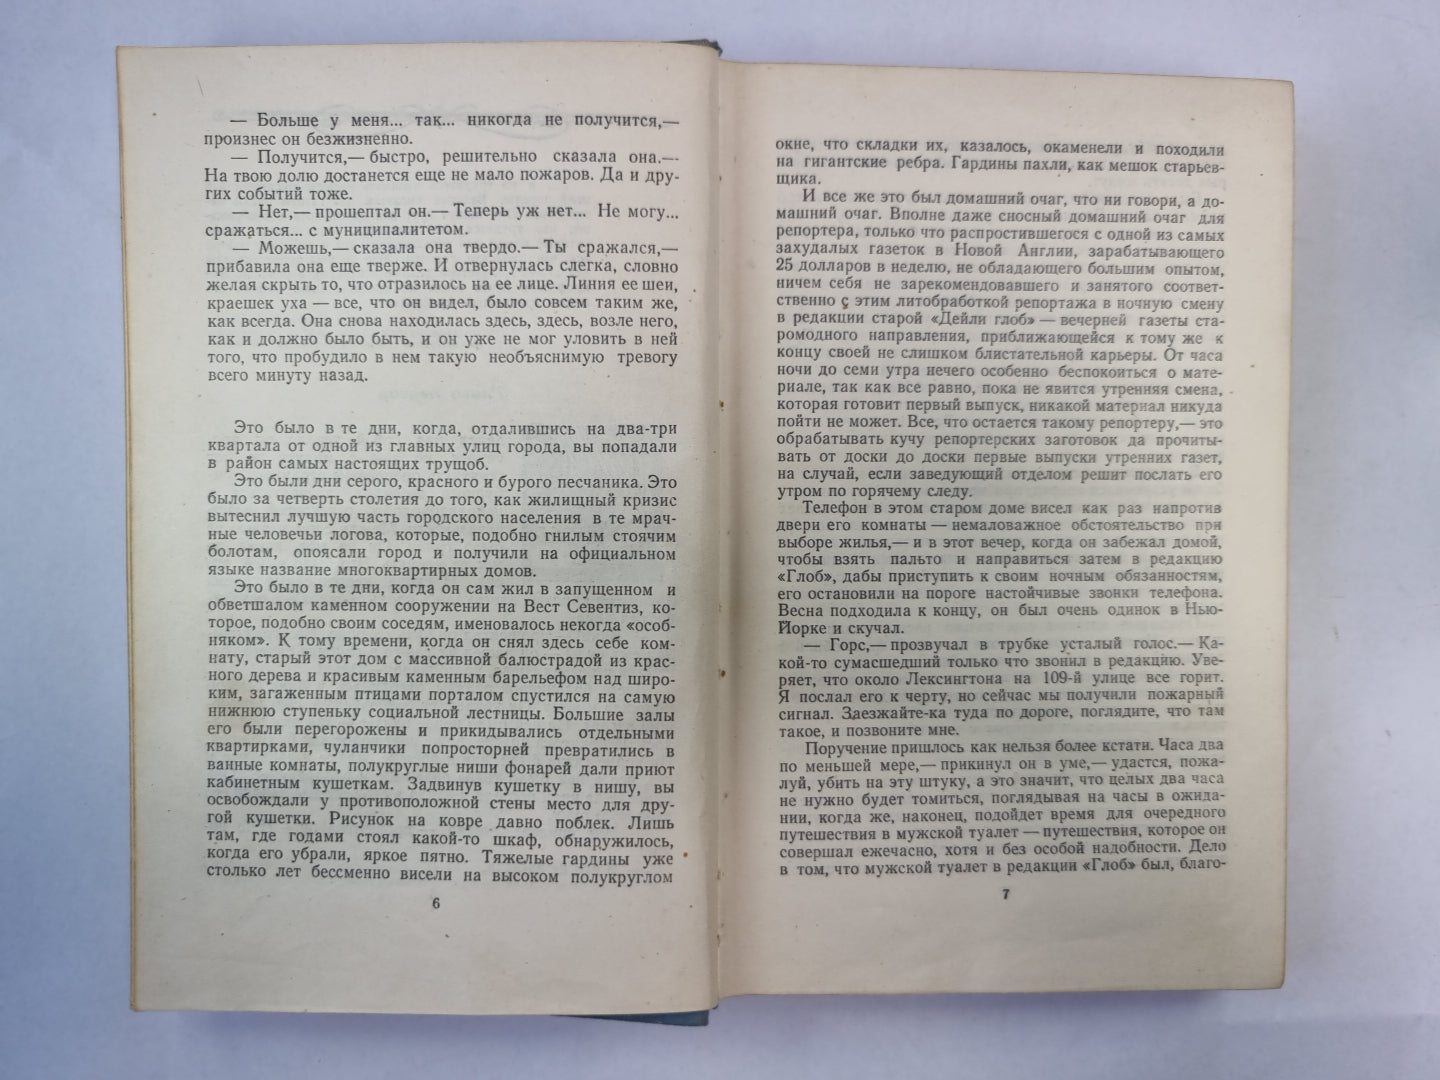 — Больше у меня... так... никогда не получится,—
произнес он безжизненно.
— Получится,— быстро, решительно сказала она.—
На твою долю достанется еще не мало пожаров. Да и дру-
гих событий тоже.
— Нет,— прошептал он.— Теперь уж нет... Не могу...
сражаться... с муниципалитетом.
— Можешь,— сказала она твердо.— Ты сражался,—
прибавила она еще тверже. И отвернулась слегка, словно
желая скрыть то, что отразилось на ее лице. Линия ее шеи,
краешек уха — все, что он видел, было совсем таким же,
как всегда. Она снова находилась здесь, здесь, возле него,
как и должно было быть, и он уже не мог уловить в ней
того, что пробудило в нем такую необъяснимую тревогу
всего минуту назад.
Это было в те дни, когда, отдалившись на два-три
квартала от одной из главных улиц города, вы попадали
в район самых настоящих трущоб.
Это были дни серого, красного и бурого песчаника. Это
было за четверть столетия до того, как жилищный кризис
вытеснил лучшую часть городского населения в те мрач-
ные человечьи логова, которые, подобно гнилым стоячим
болотам, опоясали город и получили на официальном
языке название многоквартирных домов.
Это было в те дни, когда он сам жил в запущенном и
обветшалом каменном сооружении на Вест Севентиз, ко-
торое, подобно своим соседям, именовалось некогда «особ-
няком». К тому времени, когда он снял здесь себе ком-
нату, старый этот дом с массивной балюстрадой из крас-
ного дерева и красивым каменным барельефом над широ-
ким, загаженным птицами порталом спустился на самую
нижнюю ступеньку социальной лестницы. Большие залы
его были перегорожены и прикидывались отдельными
квартирками, чуланчики попросторней превратились в
ванные комнаты, полукруглые ниши фонарей дали приют
кабинетным кушеткам. Задвинув кушетку в нишу, вы
освобождали у противоположной стены место для дру-
гой кушетки. Рисунок на ковре давно поблек. Лишь
там, где годами стоял какой-то шкаф, обнаружилось,
когда его убрали, яркое пятно. Тяжелые гардины уже
столько лет бессменно висели на высоком полукруглом
6
окне, что складки их, казалось, окаменели и походили
на гигантские ребра. Гардины пахли, как мешок старьев-
щика.
И все же это был домашний очаг, что ни говори, а до-
машний очаг. Вполне даже сносный домашний очаг для
репортера, только что распростившегося с одной из самых
захудалых газеток в Новой Англии, зарабатывающего
25 долларов в неделю, не обладающего большим опытом,
ничем себя не зарекомендовавшего и занятого соответ-
ственно с этим литобработкой репортажа в ночную смену
в редакции старой «Дейли глоб» — вечерней газеты ста-
ромодного направления, приближающейся к тому же к
концу своей не слишком блистательной карьеры. От часа
ночи до семи утра нечего особенно беспокоиться о мате-
риале, так как все равно, пока не явится утренняя смена,
которая готовит первый выпуск, никакой материал никуда
пойти не может. Все, что остается такому репортеру,— это
обрабатывать кучу репортерских заготовок да прочиты-
вать от доски до доски первые выпуски утренних газет,
на случай, если заведующий отделом решит послать его
утром по горячему следу.
Телефон в этом старом доме висел как раз напротив
двери его комнаты — немаловажное обстоятельство при
выборе жилья,— и в этот вечер, когда он забежал домой,
чтобы взять пальто и направиться затем в редакцию
«Глоб», дабы приступить к своим ночным обязанностям,
его остановили на пороге настойчивые звонки телефона.
Весна подходила к концу, он был очень одинок в Нью-
Йорке и скучал.
— Горс,— прозвучал в трубке усталый голос.— Ка-
кой-то сумасшедший только что звонил в редакцию. Уве-
ряет, что около Лексингтона на 109-й улице все горит.
Я послал его к черту, но сейчас мы получили пожарный
сигнал. Заезжайте-ка туда по дороге, поглядите, что там
такое, и позвоните мне.
Поручение пришлось как нельзя более кстати. Часа два
по меньшей мере,— прикинул он в уме,— удастся, пожа-
луй, убить на эту штуку, а это значит, что целых два часа
не нужно будет томиться, поглядывая на часы в ожида-
нии, когда же, наконец, подойдет время для очередного
путешествия в мужской туалет — путешествия, которое он
совершал ежечасно, хотя и без особой надобности. Дело
в том, что мужской туалет в редакции «Глоб» был, благо-
7